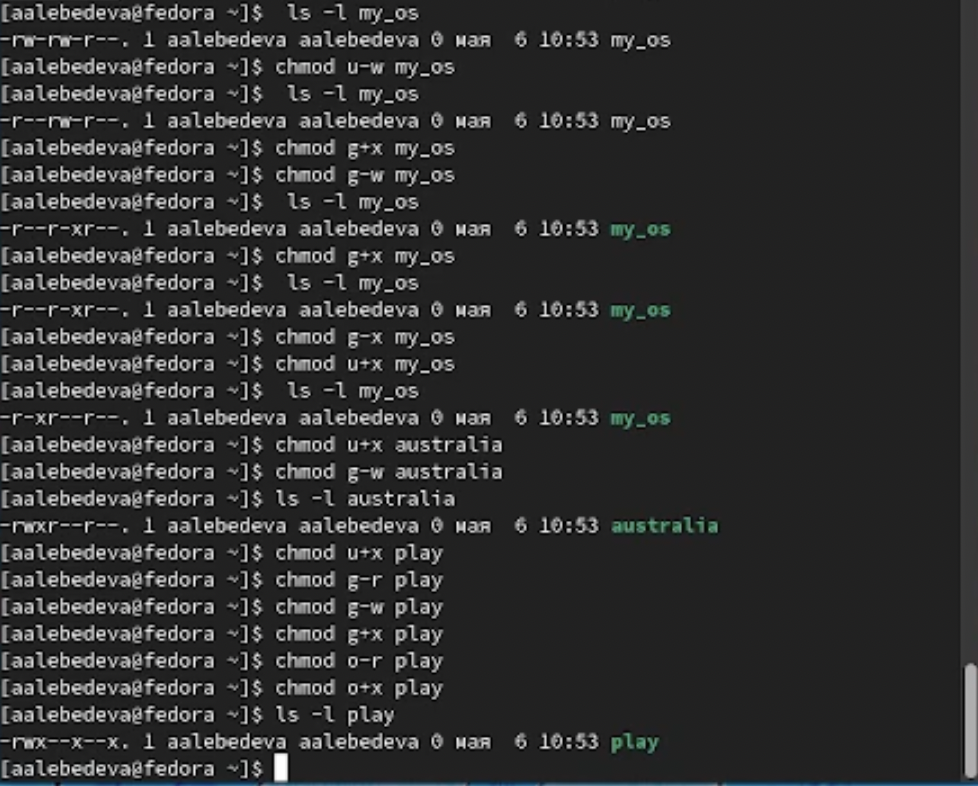 [aalebedeva@fedora ~]$  ls -l my_os
-rw-rw-r--. 1 aalebedeva aalebedeva 0 мая  6 10:53 my_os
[aalebedeva@fedora ~]$ chmod u-w my_os
[aalebedeva@fedora ~]$  ls -l my_os
-r--rw-r--. 1 aalebedeva aalebedeva 0 мая  6 10:53 my_os
[aalebedeva@fedora ~]$ chmod g+x my_os
[aalebedeva@fedora ~]$ chmod g-w my_os
[aalebedeva@fedora ~]$  ls -l my_os
-r--r-xr--. 1 aalebedeva aalebedeva 0 мая  6 10:53 my_os
[aalebedeva@fedora ~]$ chmod g+x my_os
[aalebedeva@fedora ~]$  ls -l my_os
-r--r-xr--. 1 aalebedeva aalebedeva 0 мая  6 10:53 my_os
[aalebedeva@fedora ~]$ chmod g-x my_os
[aalebedeva@fedora ~]$ chmod u+x my_os
[aalebedeva@fedora ~]$  ls -l my_os
-r-xr--r--. 1 aalebedeva aalebedeva 0 мая  6 10:53 my_os
[aalebedeva@fedora ~]$ chmod u+x australia
[aalebedeva@fedora ~]$ chmod g-w australia
[aalebedeva@fedora ~]$ ls -l australia
-rwxr--r--. 1 aalebedeva aalebedeva 0 мая  6 10:53 australia
[aalebedeva@fedora ~]$ chmod u+x play
[aalebedeva@fedora ~]$ chmod g-r play
[aalebedeva@fedora ~]$ chmod g-w play
[aalebedeva@fedora ~]$ chmod g+x play
[aalebedeva@fedora ~]$ chmod o-r play
[aalebedeva@fedora ~]$ chmod o+x play
[aalebedeva@fedora ~]$ ls -l play
-rwx--x--x. 1 aalebedeva aalebedeva 0 мая  6 10:53 play
[aalebedeva@fedora ~]$